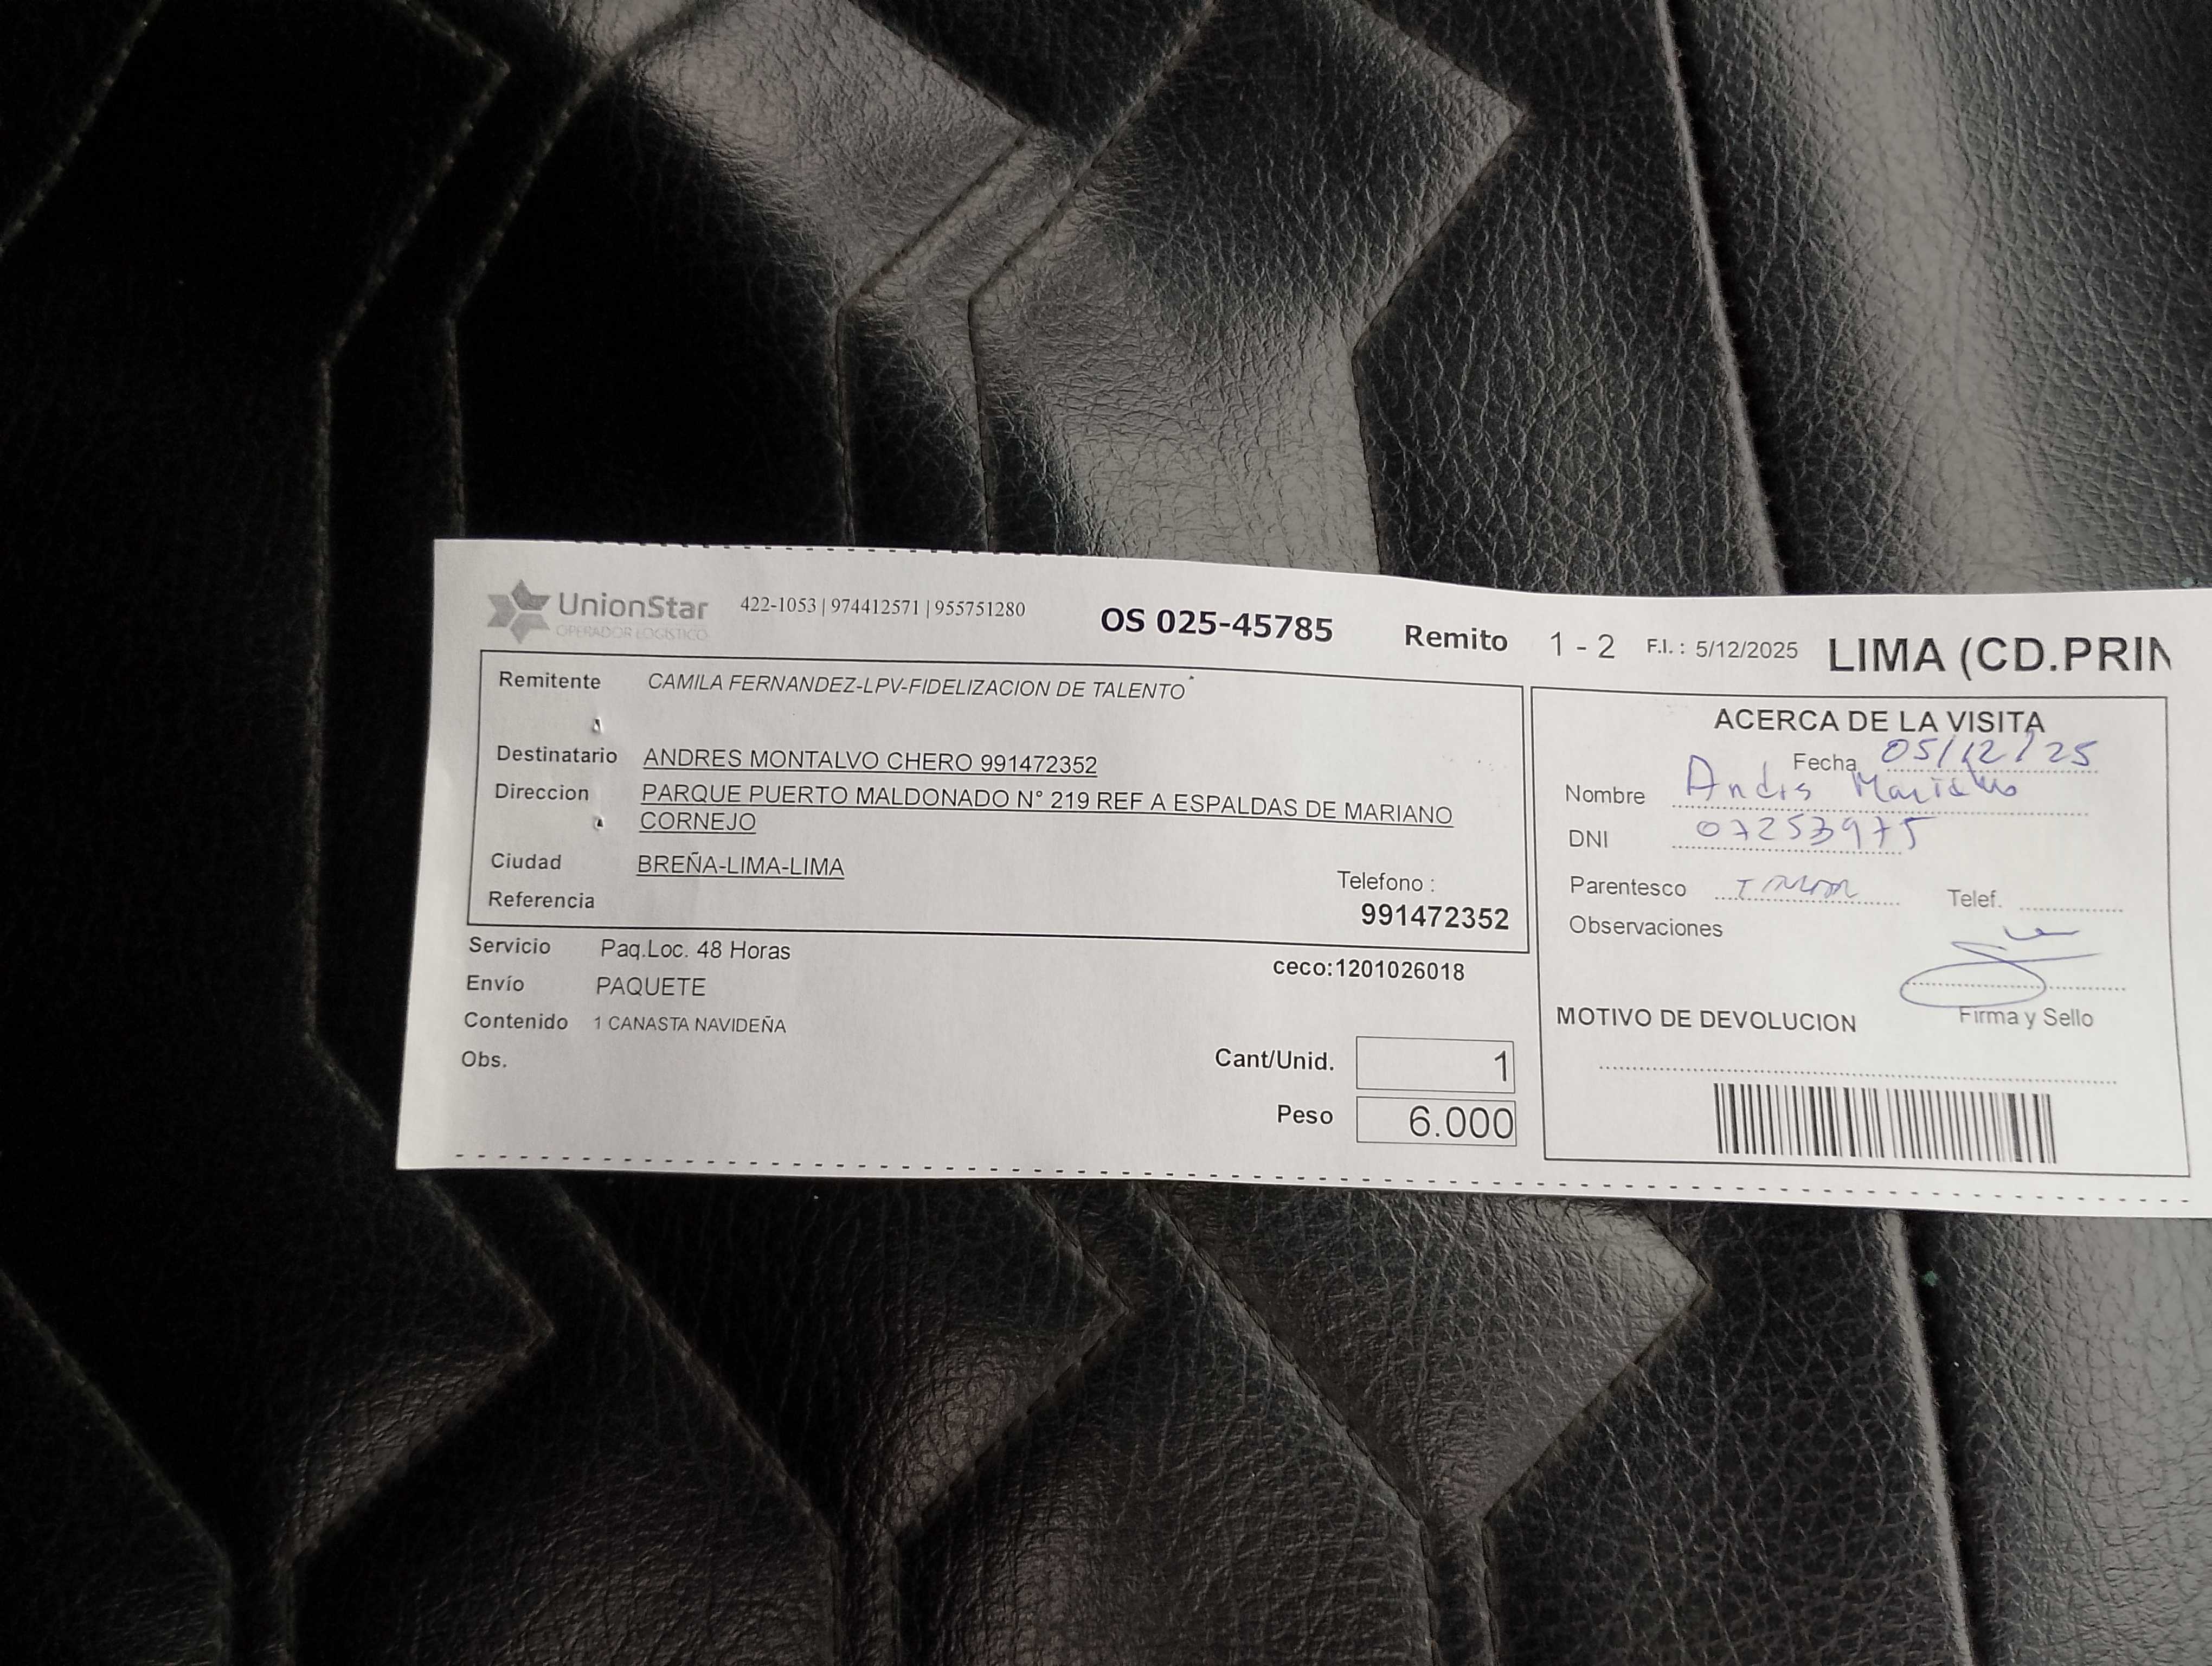 UnionStar 422-1053 | 974412571 | 955751280 OS 025-45785 Remito 1 - 2 F.I. : 5/12/2025 LIMA (CD.PRIN
OPERADOR LOGISTICO
Remitente CAMILA FERNANDEZ-LPV-FIDELIZACION DE TALENTO
Destinatario ANDRES MONTALVO CHERO 991472352
Direccion PARQUE PUERTO MALDONADO N° 219 REF A ESPALDAS DE MARIANO
CORNEJO
Ciudad BREÑA-LIMA-LIMA
Telefono :
Referencia 991472352
Servicio Paq.Loc. 48 Horas
ceco:1201026018
Envío PAQUETE
Contenido 1 CANASTA NAVIDEÑA
Obs.
Cant/Unid. 1
Peso 6.000
ACERCA DE LA VISITA
Fecha 05/12/25
Nombre
DNI 07253975
Parentesco Telef.
Observaciones
Firma y Sello
MOTIVO DE DEVOLUCION